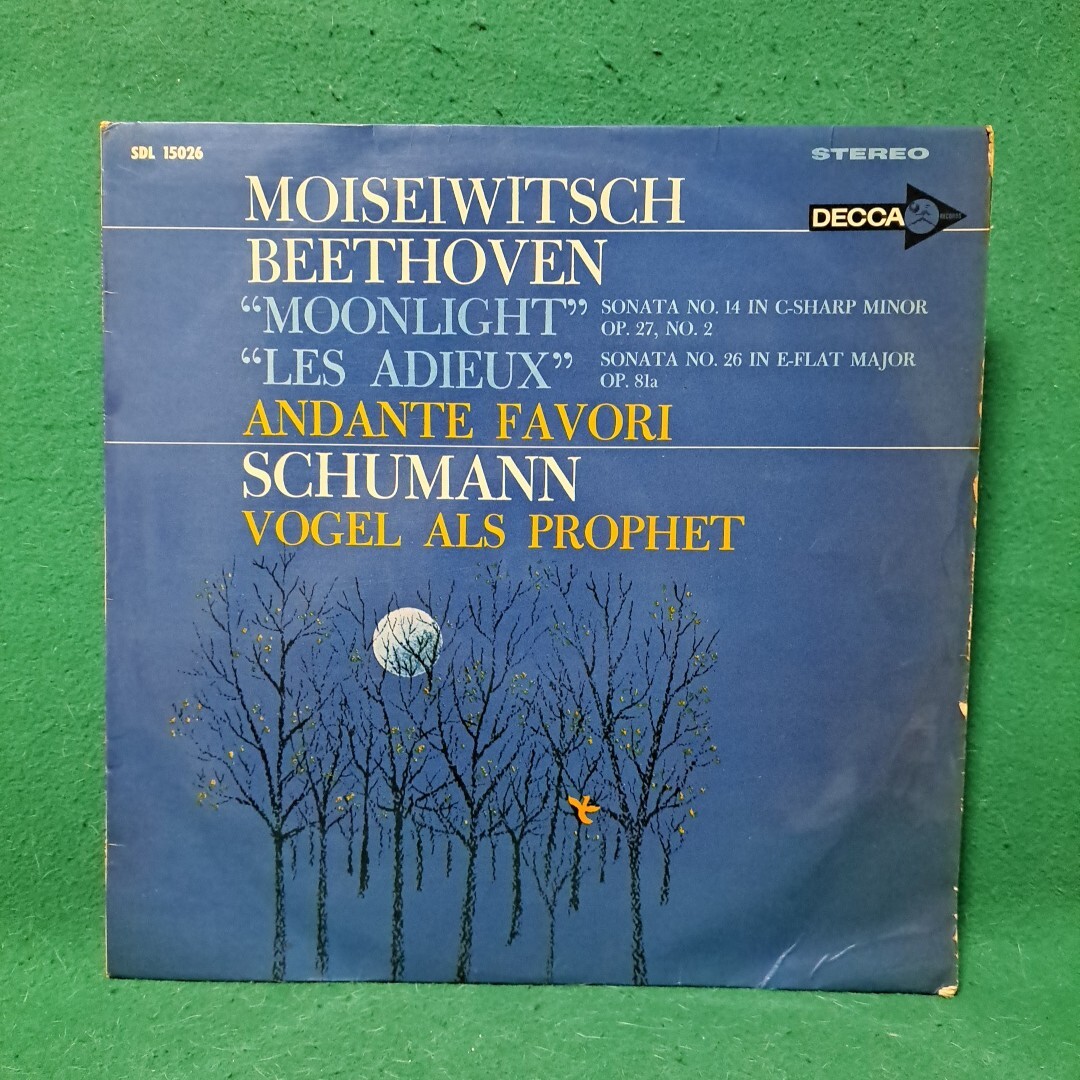 SDL 15026
STEREO
MOISEIWITSCH
DECCA
RECORDS
BEETHOVEN
“MOONLIGHT” SONATA NO. 14 IN C-SHARP MINOR
OP. 27, NO. 2
“LES ADIEUX” SONATA NO. 26 IN E-FLAT MAJOR
OP. 81a
ANDANTE FAVORI
SCHUMANN
VOGEL ALS PROPHET